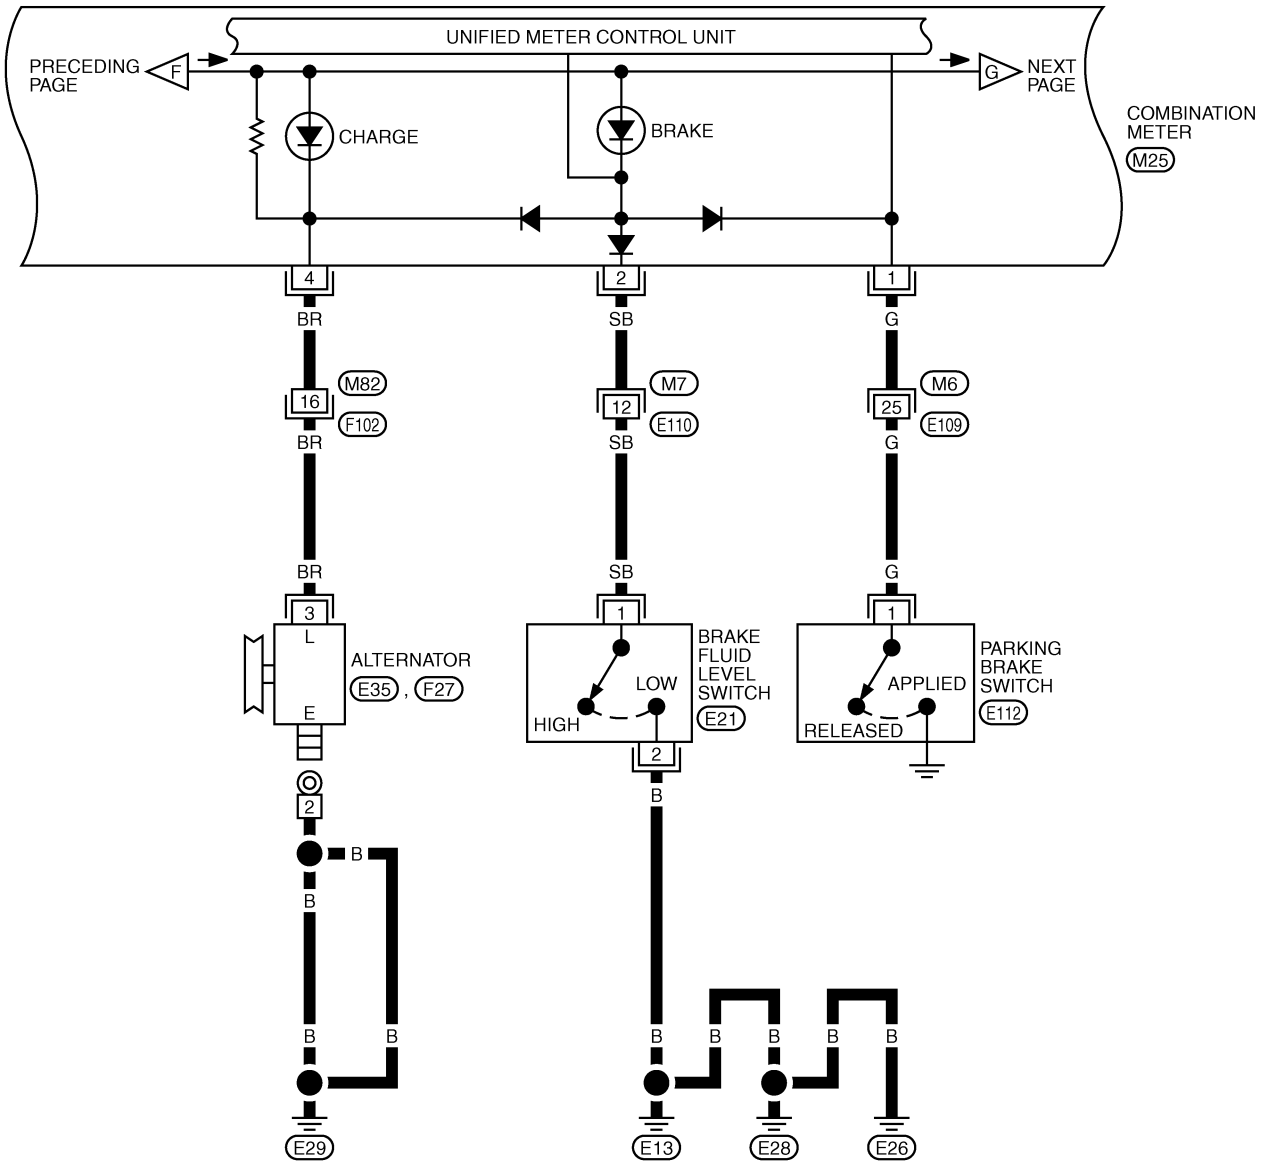 UNIFIED METER CONTROL UNIT
PRECEDING
PAGE
F
G
NEXT
PAGE
CHARGE
BRAKE
COMBINATION
METER
M25
4
2
1
BR
SB
G
M82
M7
M6
16
12
25
F102
E110
E109
BR
SB
G
BR
SB
G
3
1
1
L
ALTERNATOR
E35 , F27
E
BRAKE
FLUID
LEVEL
SWITCH
E21
LOW
HIGH
PARKING
BRAKE
SWITCH
E112
APPLIED
RELEASED
2
B
2
B
B
B
B
B
B
B
B
B
E29
E13
E28
E26